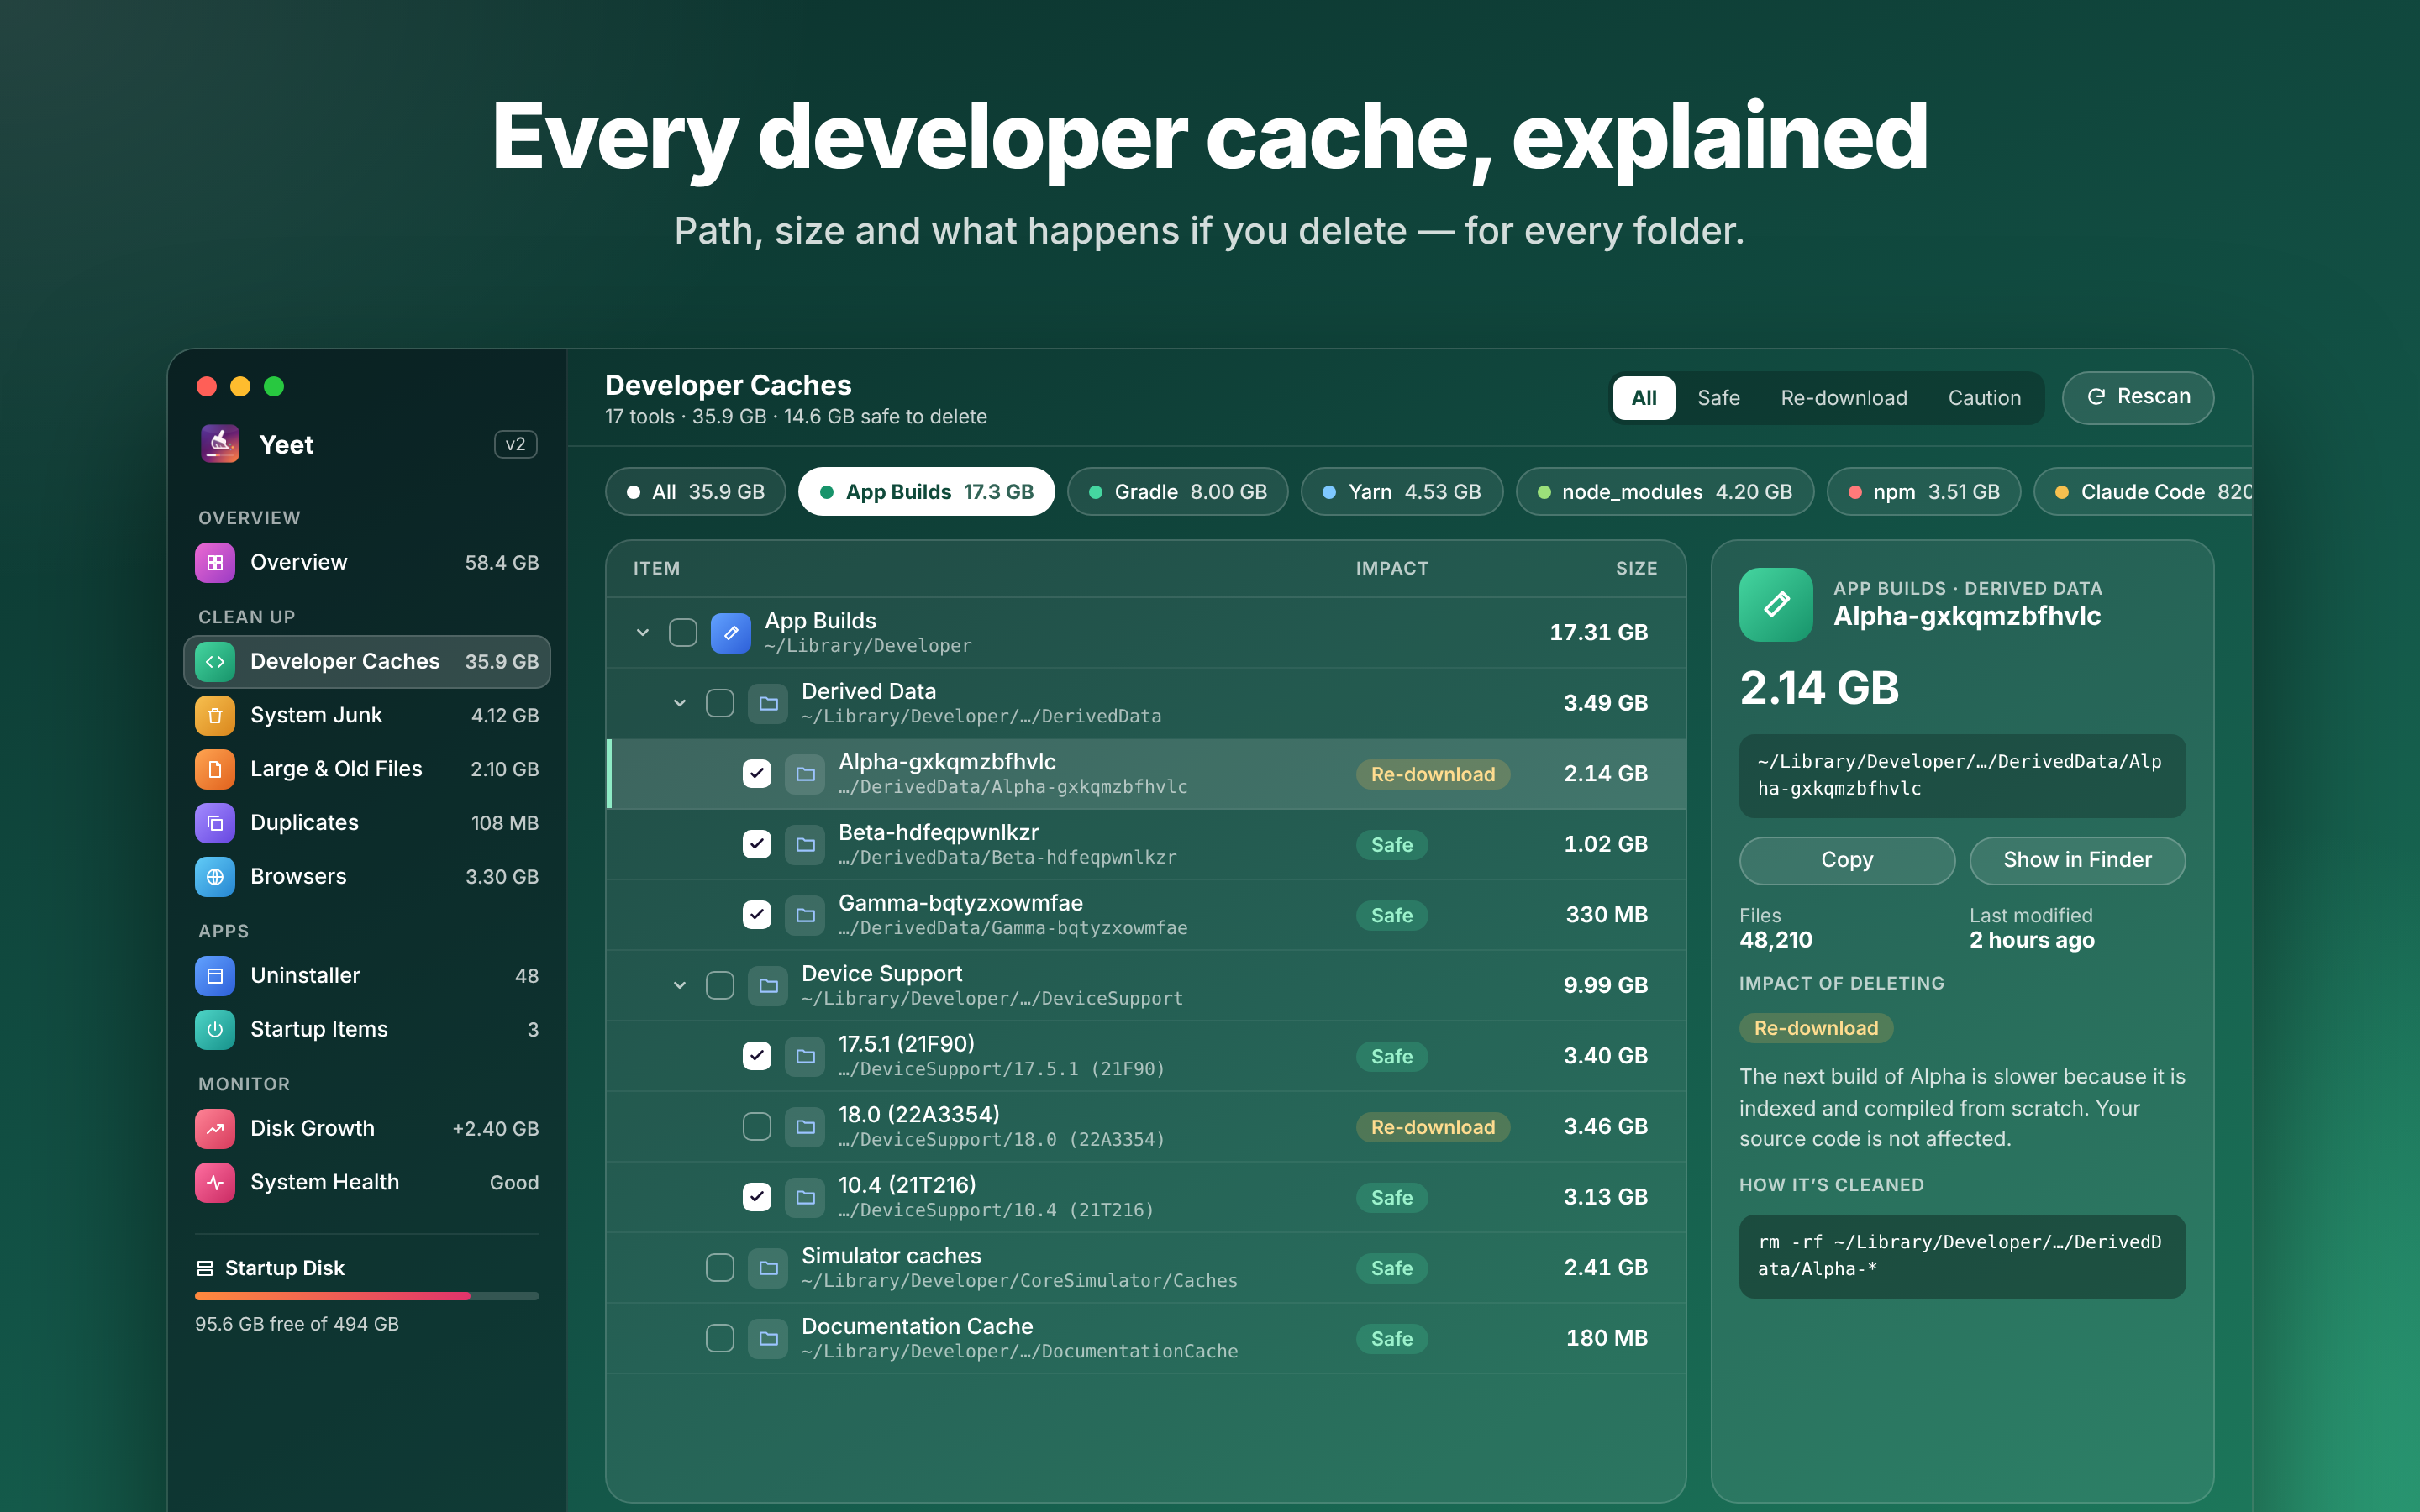 Every developer cache, explained
Path, size and what happens if you delete — for every folder.
Yeet
v2
OVERVIEW
Overview 58.4 GB
CLEAN UP
Developer Caches 35.9 GB
System Junk 4.12 GB
Large & Old Files 2.10 GB
Duplicates 108 MB
Browsers 3.30 GB
APPS
Uninstaller 48
Startup Items 3
MONITOR
Disk Growth +2.40 GB
System Health Good
Startup Disk
95.6 GB free of 494 GB
Developer Caches
17 tools · 35.9 GB · 14.6 GB safe to delete
All Safe Re-download Caution
Rescan
All 35.9 GB
App Builds 17.3 GB
Gradle 8.00 GB
Yarn 4.53 GB
node_modules 4.20 GB
npm 3.51 GB
Claude Code 820
ITEM IMPACT SIZE
App Builds 17.31 GB
~/Library/Developer
Derived Data 3.49 GB
~/Library/Developer/…/DerivedData
Alpha-gxkqmzbfhvlc Re-download 2.14 GB
…/DerivedData/Alpha-gxkqmzbfhvlc
Beta-hdfeqpwnlkzr Safe 1.02 GB
…/DerivedData/Beta-hdfeqpwnlkzr
Gamma-bqtyzxowmfae Safe 330 MB
…/DerivedData/Gamma-bqtyzxowmfae
Device Support 9.99 GB
~/Library/Developer/…/DeviceSupport
17.5.1 (21F90) Safe 3.40 GB
…/DeviceSupport/17.5.1 (21F90)
18.0 (22A3354) Re-download 3.46 GB
…/DeviceSupport/18.0 (22A3354)
10.4 (21T216) Safe 3.13 GB
…/DeviceSupport/10.4 (21T216)
Simulator caches Safe 2.41 GB
~/Library/Developer/CoreSimulator/Caches
Documentation Cache Safe 180 MB
~/Library/Developer/…/DocumentationCache
APP BUILDS · DERIVED DATA
Alpha-gxkqmzbfhvlc
2.14 GB
~/Library/Developer/…/DerivedData/Alp
ha-gxkqmzbfhvlc
Copy
Show in Finder
Files Last modified
48,210 2 hours ago
IMPACT OF DELETING
Re-download
The next build of Alpha is slower because it is
indexed and compiled from scratch. Your
source code is not affected.
HOW IT’S CLEANED
rm -rf ~/Library/Developer/…/DerivedD
ata/Alpha-*